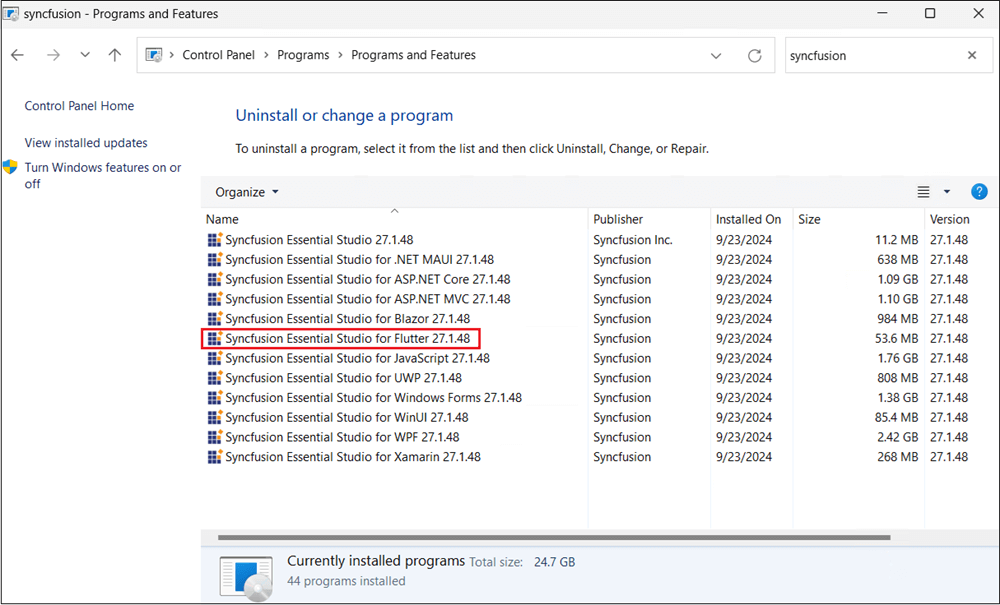 syncfusion - Programs and Features
Control Panel > Programs > Programs and Features
syncfusion
Control Panel Home
View installed updates
Turn Windows features on or
off
Uninstall or change a program
To uninstall a program, select it from the list and then click Uninstall, Change, or Repair.
Organize
?
Name Publisher Installed On Size Version
Syncfusion Essential Studio 27.1.48 Syncfusion Inc. 9/23/2024 11.2 MB 27.1.48
Syncfusion Essential Studio for .NET MAUI 27.1.48 Syncfusion 9/23/2024 638 MB 27.1.48
Syncfusion Essential Studio for ASP.NET Core 27.1.48 Syncfusion 9/23/2024 1.09 GB 27.1.48
Syncfusion Essential Studio for ASP.NET MVC 27.1.48 Syncfusion 9/23/2024 1.10 GB 27.1.48
Syncfusion Essential Studio for Blazor 27.1.48 Syncfusion 9/23/2024 984 MB 27.1.48
Syncfusion Essential Studio for Flutter 27.1.48 Syncfusion 9/23/2024 53.6 MB 27.1.48
Syncfusion Essential Studio for JavaScript 27.1.48 Syncfusion 9/23/2024 1.76 GB 27.1.48
Syncfusion Essential Studio for UWP 27.1.48 Syncfusion 9/23/2024 808 MB 27.1.48
Syncfusion Essential Studio for Windows Forms 27.1.48 Syncfusion 9/23/2024 1.38 GB 27.1.48
Syncfusion Essential Studio for WinUI 27.1.48 Syncfusion 9/23/2024 85.4 MB 27.1.48
Syncfusion Essential Studio for WPF 27.1.48 Syncfusion 9/23/2024 2.42 GB 27.1.48
Syncfusion Essential Studio for Xamarin 27.1.48 Syncfusion 9/23/2024 268 MB 27.1.48
Currently installed programs Total size: 24.7 GB
44 programs installed